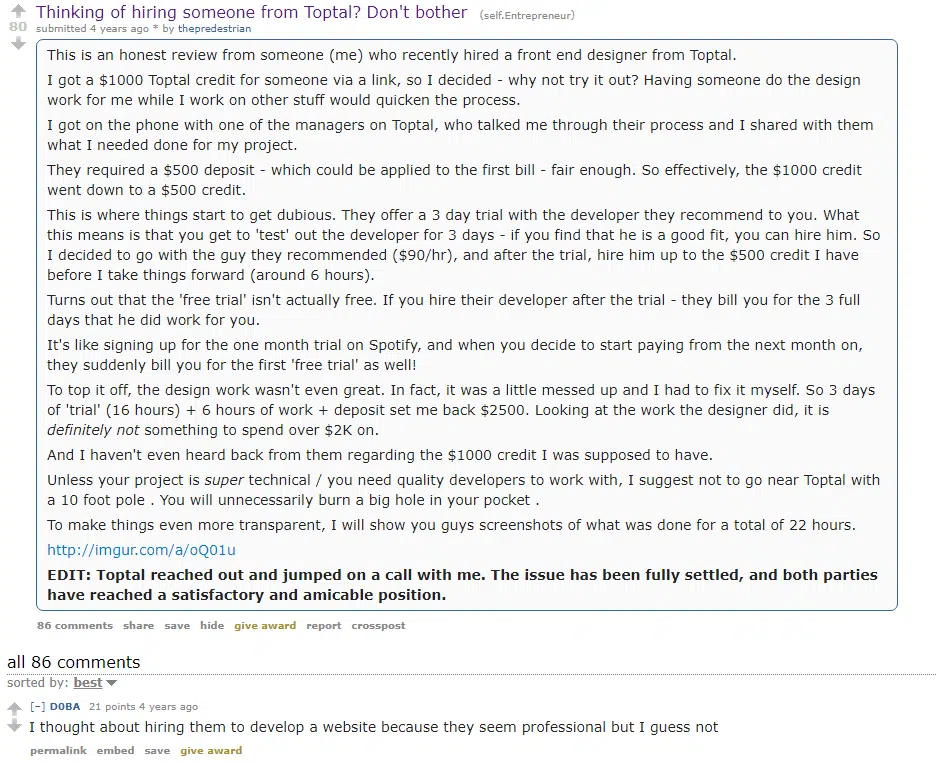 Thinking of hiring someone from Toptal? Don't bother (self.Entrepreneur)
80
submitted 4 years ago * by thepredestrian
This is an honest review from someone (me) who recently hired a front end designer from Toptal.
I got a $1000 Toptal credit for someone via a link, so I decided - why not try it out? Having someone do the design
work for me while I work on other stuff would quicken the process.
I got on the phone with one of the managers on Toptal, who talked me through their process and I shared with them
what I needed done for my project.
They required a $500 deposit - which could be applied to the first bill - fair enough. So effectively, the $1000 credit
went down to a $500 credit.
This is where things start to get dubious. They offer a 3 day trial with the developer they recommend to you. What
this means is that you get to 'test' out the developer for 3 days - if you find that he is a good fit, you can hire him. So
I decided to go with the guy they recommended ($90/hr), and after the trial, hire him up to the $500 credit I have
before I take things forward (around 6 hours).
Turns out that the 'free trial' isn't actually free. If you hire their developer after the trial - they bill you for the 3 full
days that he did work for you.
It's like signing up for the one month trial on Spotify, and when you decide to start paying from the next month on,
they suddenly bill you for the first 'free trial' as well!
To top it off, the design work wasn't even great. In fact, it was a little messed up and I had to fix it myself. So 3 days
of 'trial' (16 hours) + 6 hours of work + deposit set me back $2500. Looking at the work the designer did, it is
definitely not something to spend over $2K on.
And I haven't even heard back from them regarding the $1000 credit I was supposed to have.
Unless your project is super technical / you need quality developers to work with, I suggest not to go near Toptal with
a 10 foot pole . You will unnecessarily burn a big hole in your pocket .
To make things even more transparent, I will show you guys screenshots of what was done for a total of 22 hours.
http://imgur.com/a/oQ01u
EDIT: Toptal reached out and jumped on a call with me. The issue has been fully settled, and both parties
have reached a satisfactory and amicable position.
86 comments share save hide give award report crosspost
all 86 comments
sorted by: best
[-] D0BA 21 points 4 years ago
I thought about hiring them to develop a website because they seem professional but I guess not
permalink embed save give award